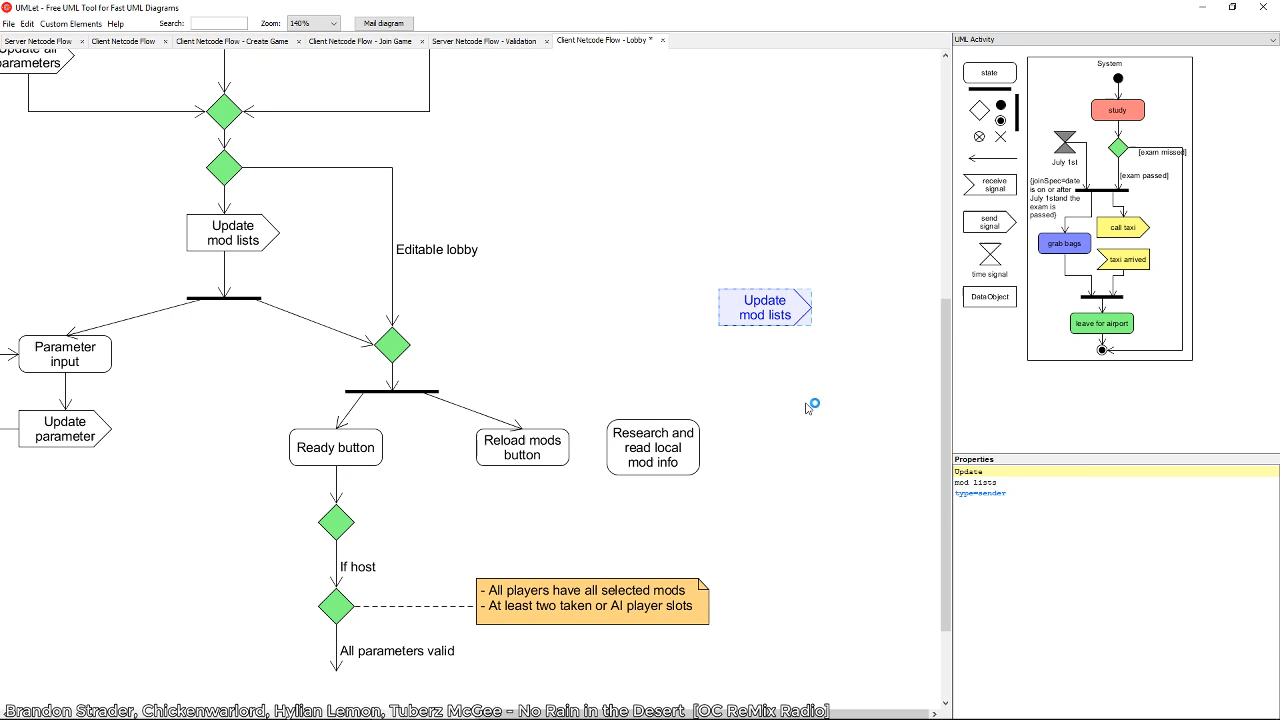 UMLet - Free UML Tool for Fast UML Diagrams
File Edit Custom Elements Help Search: Zoom: 140% Mail diagram
Server Netcode Flow × Client Netcode Flow × Client Netcode Flow - Create Game × Client Netcode Flow - Join Game × Server Netcode Flow - Validation × Client Netcode Flow - Lobby * ×
UML Activity
Update all
parameters
Update
mod lists
Editable lobby
Update
mod lists
Parameter
input
Update
parameter
Ready button
Reload mods
button
Research and
read local
mod info
If host
- All players have all selected mods
- At least two taken or AI player slots
All parameters valid
state
receive
signal
send
signal
time signal
DataObject
System
study
July 1st
[exam missed]
[exam passed]
{joinSpec=date
is on or after
July 1stand the
exam is
passed}
call taxi
grab bags
taxi arrived
leave for airport
Properties
Update
mod lists
type=sender
Brandon Strader, Chickenwarlord, Hylian Lemon, Tuberz McGee - No Rain in the Desert [OC ReMix Radio]